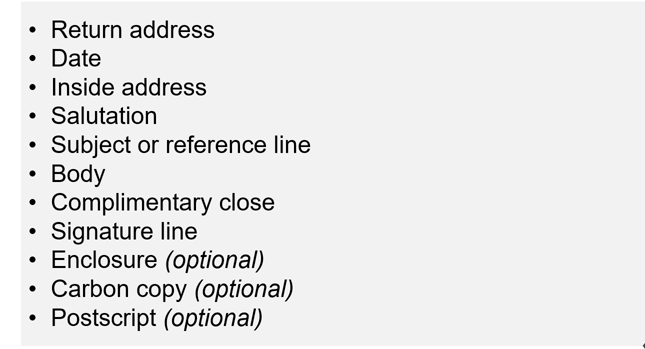 • Return address
• Date
• Inside address
• Salutation
• Subject or reference line
• Body
• Complimentary close
• Signature line
• Enclosure (optional)
• Carbon copy (optional)
• Postscript (optional)